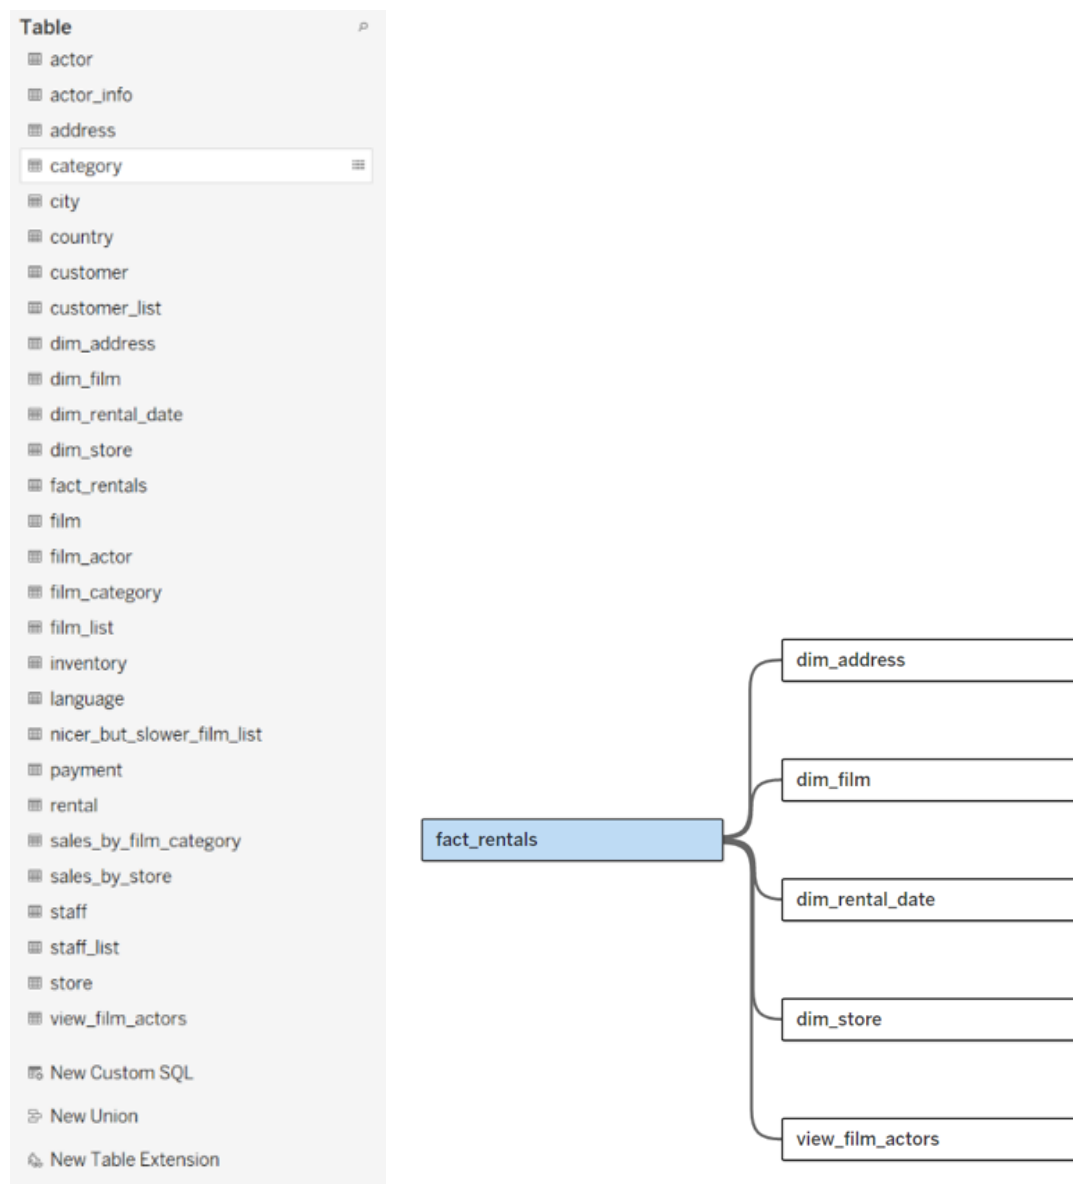 Table
actor
actor_info
address
category
city
country
customer
customer_list
dim_address
dim_film
dim_rental_date
dim_store
fact_rentals
film
film_actor
film_category
film_list
inventory
language
nicer_but_slower_film_list
payment
rental
sales_by_film_category
sales_by_store
staff
staff_list
store
view_film_actors
New Custom SQL
New Union
New Table Extension
fact_rentals
dim_address
dim_film
dim_rental_date
dim_store
view_film_actors